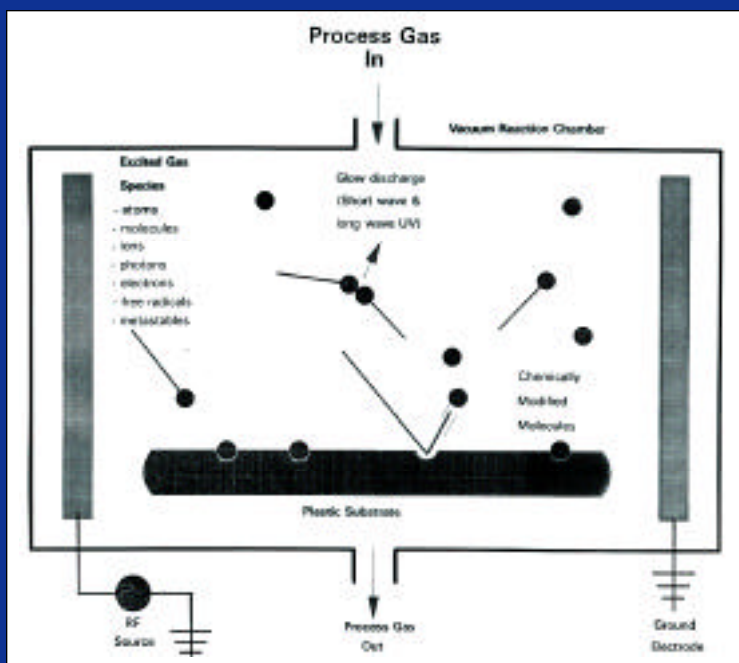 Process Gas
In
Vacuum Reaction Chamber
Excited Gas
Species
- atoms
- molecules
- ions
- photons
- electrons
- free radicals
- metastables
Glow discharge
(Short wave &
long wave UV)
Chemically
Modified
Molecules
Plastic Substrate
RF
Source
Process Gas
Out
Ground
Electrode